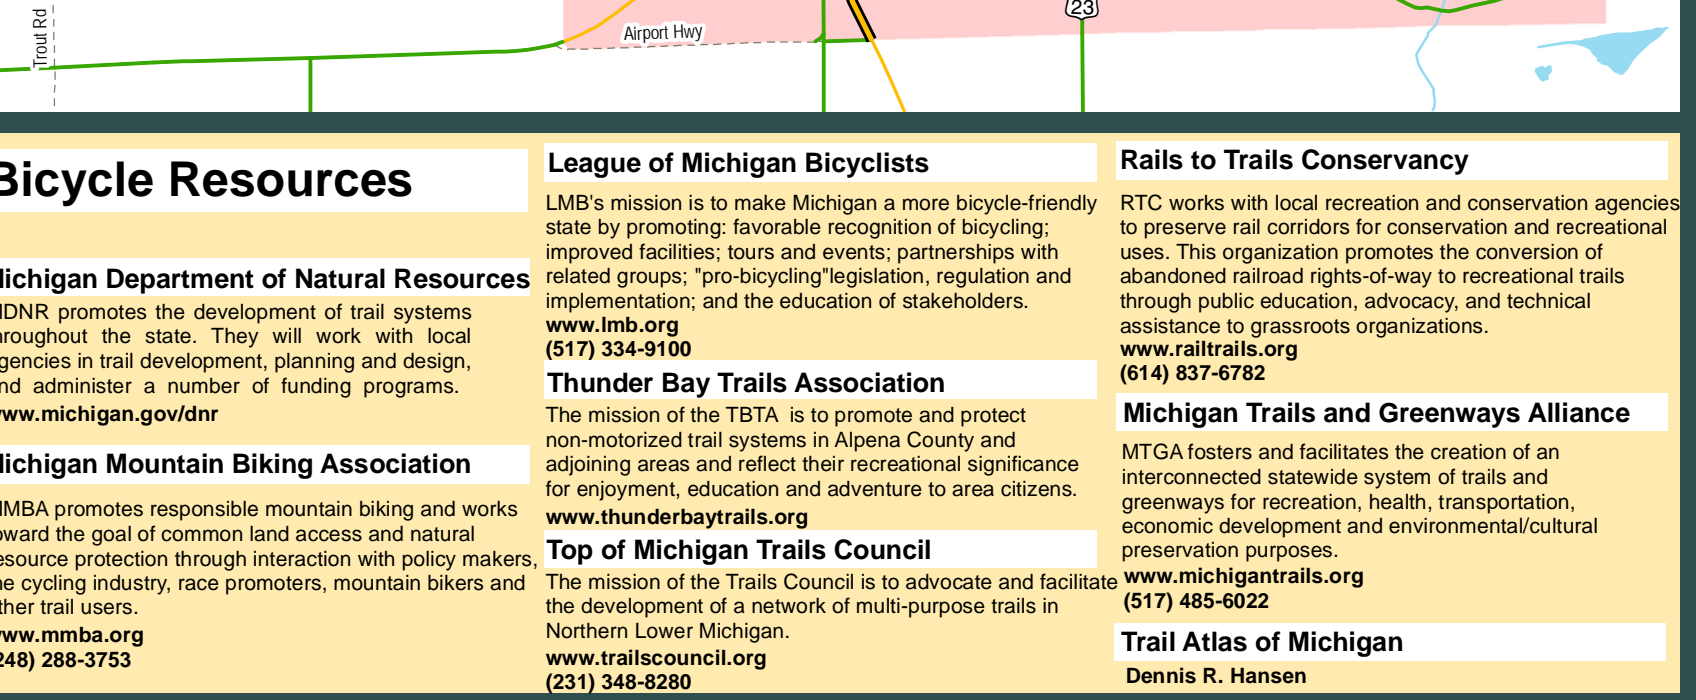 Trout Rd
Airport Hwy
23
Bicycle Resources
ichigan Department of Natural Resources
DNR promotes the development of trail systems
hroughout the state. They will work with local
gencies in trail development, planning and design,
nd administer a number of funding programs.
www.michigan.gov/dnr
ichigan Mountain Biking Association
MBA promotes responsible mountain biking and works
oward the goal of common land access and natural
esource protection through interaction with policy makers,
he cycling industry, race promoters, mountain bikers and
ther trail users.
www.mmba.org
248) 288-3753
League of Michigan Bicyclists
LMB's mission is to make Michigan a more bicycle-friendly
state by promoting: favorable recognition of bicycling;
improved facilities; tours and events; partnerships with
related groups; "pro-bicycling"legislation, regulation and
implementation; and the education of stakeholders.
www.lmb.org
(517) 334-9100
Thunder Bay Trails Association
The mission of the TBTA is to promote and protect
non-motorized trail systems in Alpena County and
adjoining areas and reflect their recreational significance
for enjoyment, education and adventure to area citizens.
www.thunderbaytrails.org
Top of Michigan Trails Council
The mission of the Trails Council is to advocate and facilitate
the development of a network of multi-purpose trails in
Northern Lower Michigan.
www.trailscouncil.org
(231) 348-8280
Rails to Trails Conservancy
RTC works with local recreation and conservation agencies
to preserve rail corridors for conservation and recreational
uses. This organization promotes the conversion of
abandoned railroad rights-of-way to recreational trails
through public education, advocacy, and technical
assistance to grassroots organizations.
www.railtrails.org
(614) 837-6782
Michigan Trails and Greenways Alliance
MTGA fosters and facilitates the creation of an
interconnected statewide system of trails and
greenways for recreation, health, transportation,
economic development and environmental/cultural
preservation purposes.
www.michigantrails.org
(517) 485-6022
Trail Atlas of Michigan
Dennis R. Hansen